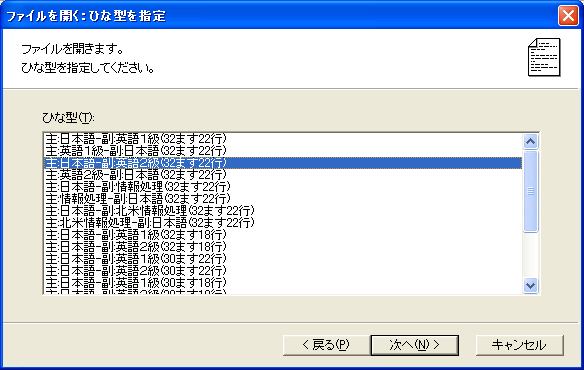 ファイルを開く:ひな型を指定
ファイルを開きます。
ひな型を指定してください。
ひな型(T):
主:日本語-副:英語1級(32ます22行)
主:英語1級-副:日本語(32ます22行)
主:日本語-副:英語2級(32ます22行)
主:英語2級-副:日本語(32ます22行)
主:日本語-副:情報処理(32ます22行)
主:情報処理-副:日本語(32ます22行)
主:日本語-副:北米情報処理(32ます22行)
主:北米情報処理-副:日本語(32ます22行)
主:日本語-副:英語1級(32ます18行)
主:日本語-副:英語2級(32ます18行)
主:日本語-副:英語1級(30ます22行)
主:日本語-副:英語2級(30ます22行)
主:日本語-副:英語1級(30ます18行)
主:日本語-副:英語2級(30ます18行)
< 戻る(P)
次へ(N) >
キャンセル